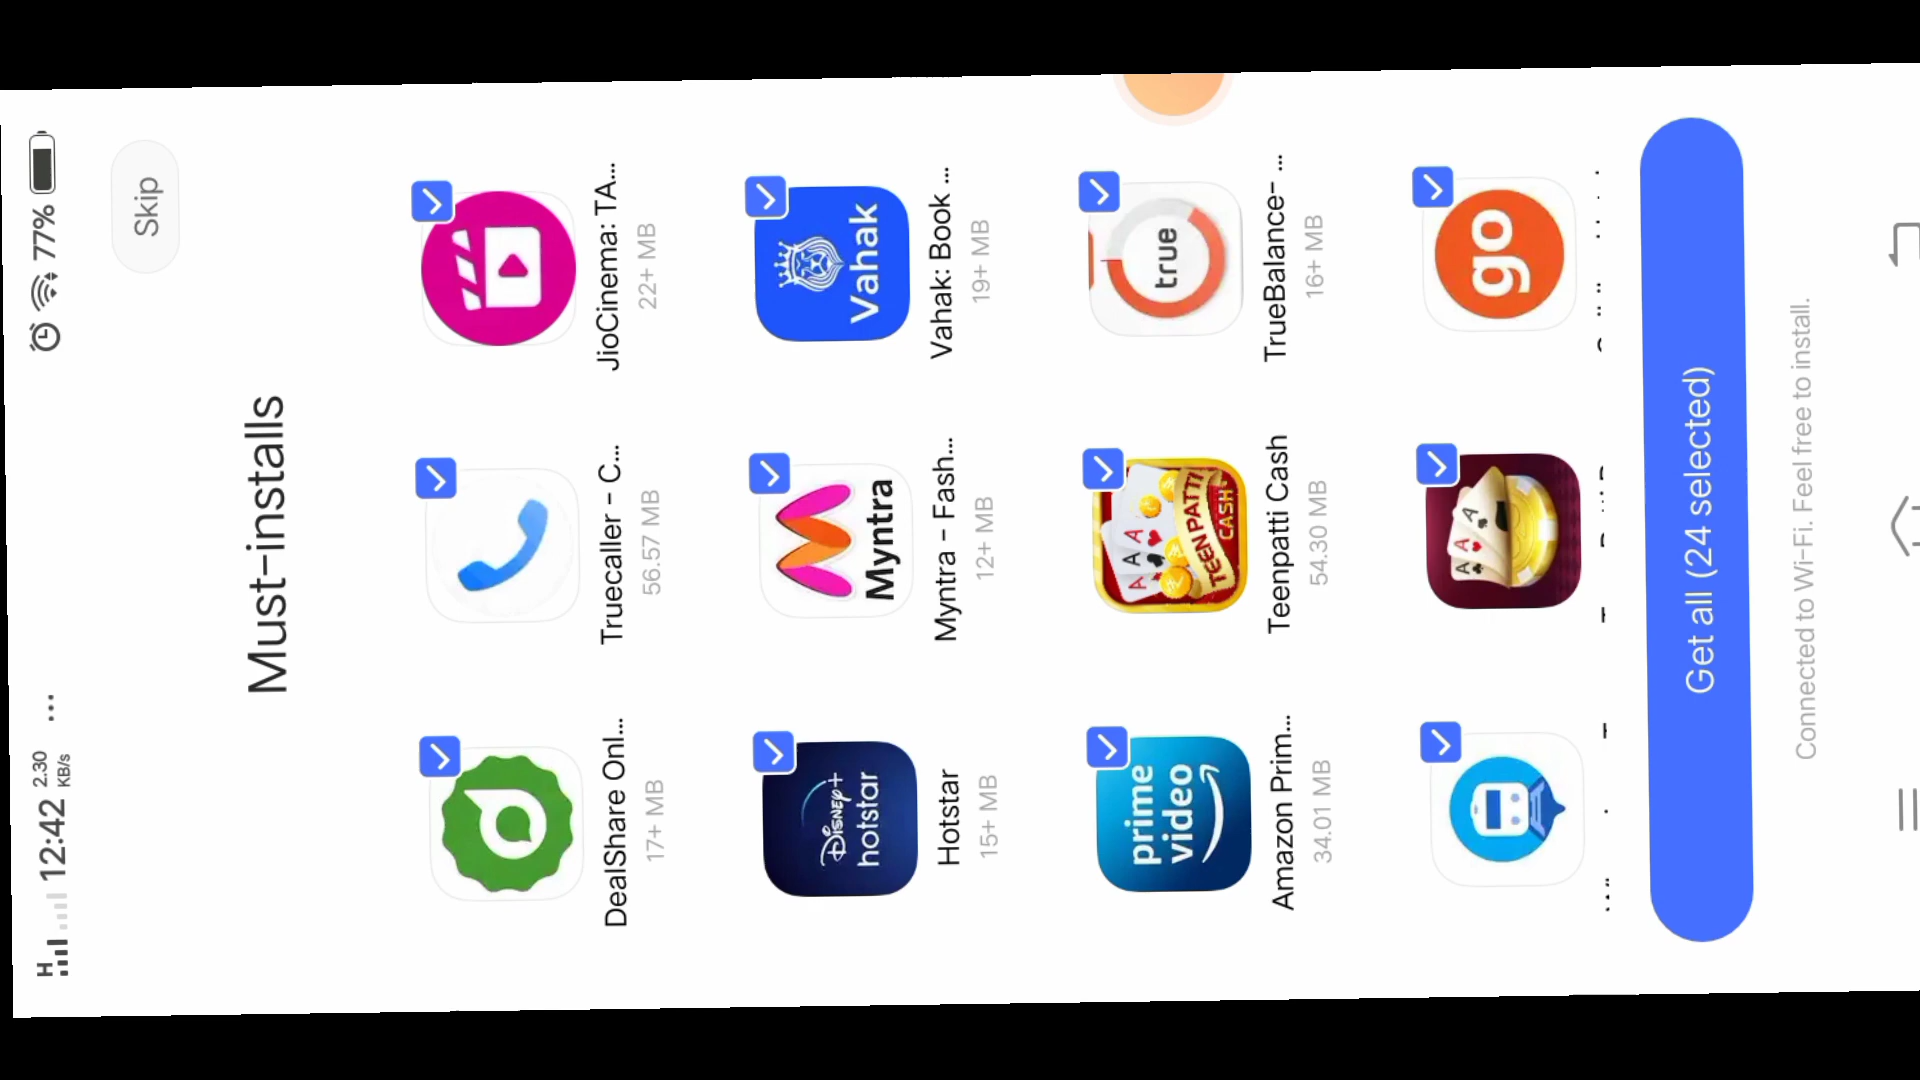 H 12:42 2.30 KB/s ... 77%
Skip
Must-installs
DealShare Onl... Truecaller - C... JioCinema: TA...
17+ MB 56.57 MB 22+ MB
Disney+ hotstar Myntra Vahak
Hotstar Myntra - Fash... Vahak: Book ...
15+ MB 12+ MB 19+ MB
prime video A A A TEEN PATTI CASH true
Amazon Prim... Teenpatti Cash TrueBalance- ...
34.01 MB 54.30 MB 16+ MB
A A A go
Get all (24 selected)
Connected to Wi-Fi. Feel free to install.